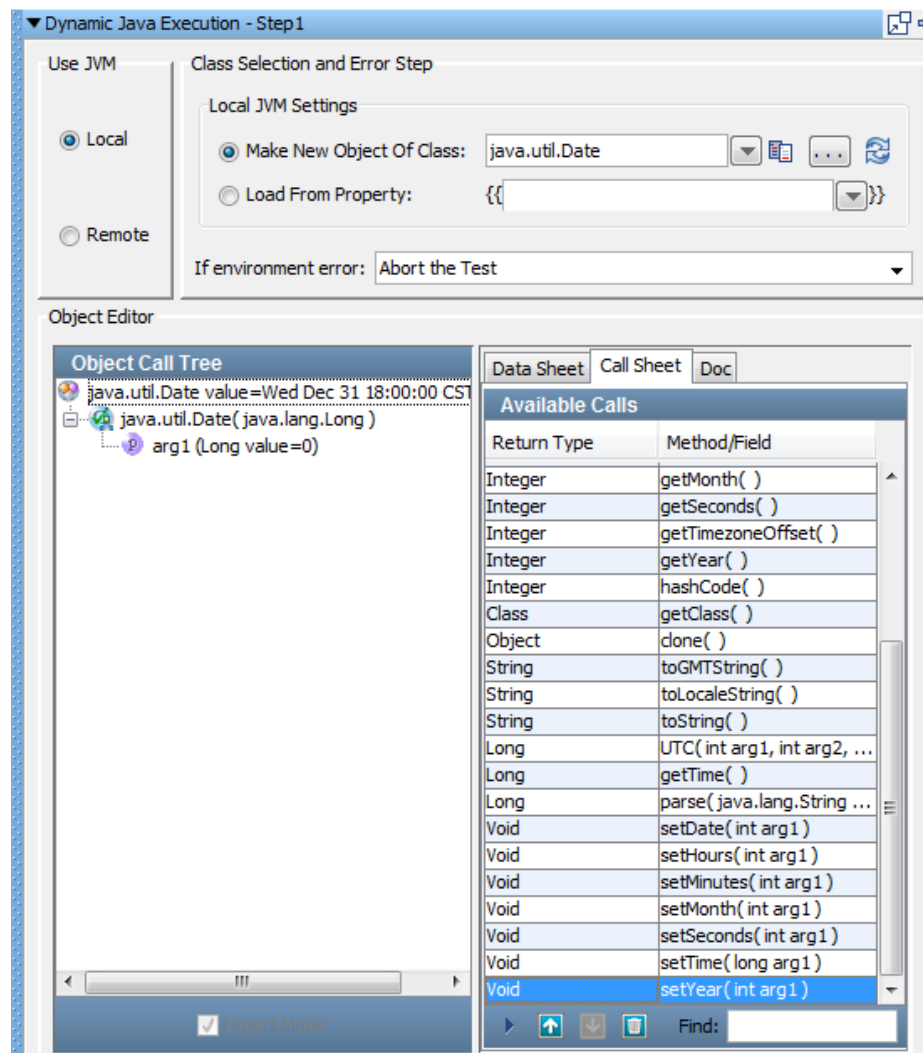 Dynamic Java Execution - Step1
Use JVM
Class Selection and Error Step
Local JVM Settings
Local
Make New Object Of Class: java.util.Date ...
Load From Property: {{ }}
Remote
If environment error: Abort the Test
Object Editor
Object Call Tree
java.util.Date value=Wed Dec 31 18:00:00 CST
java.util.Date( java.lang.Long )
P arg1 (Long value=0)
Expert Mode
Data Sheet Call Sheet Doc
Available Calls
Return Type Method/Field
Integer getMonth( )
Integer getSeconds( )
Integer getTimezoneOffset( )
Integer getYear( )
Integer hashCode( )
Class getClass( )
Object clone( )
String toGMTString( )
String toLocaleString( )
String toString( )
Long UTC( int arg1, int arg2, ...
Long getTime( )
Long parse( java.lang.String ...
Void setDate( int arg1 )
Void setHours( int arg1 )
Void setMinutes( int arg1 )
Void setMonth( int arg1 )
Void setSeconds( int arg1 )
Void setTime( long arg1 )
Void setYear( int arg1 )
Find: